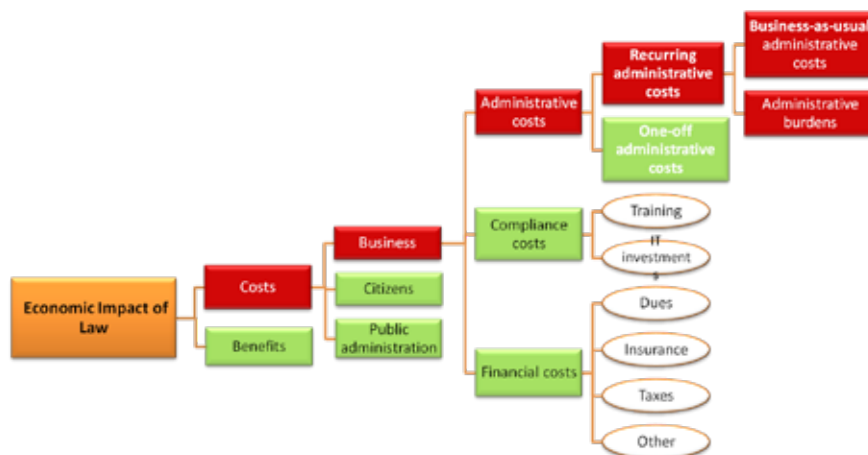 Economic Impact of
Law
Costs
Benefits
Business
Citizens
Public
administration
Administrative
costs
Compliance
costs
Financial costs
Recurring
administrative
costs
One-off
administrative
costs
Business-as-usual
administrative
costs
Administrative
burdens
Training
IT
investment
s
Dues
Insurance
Taxes
Other